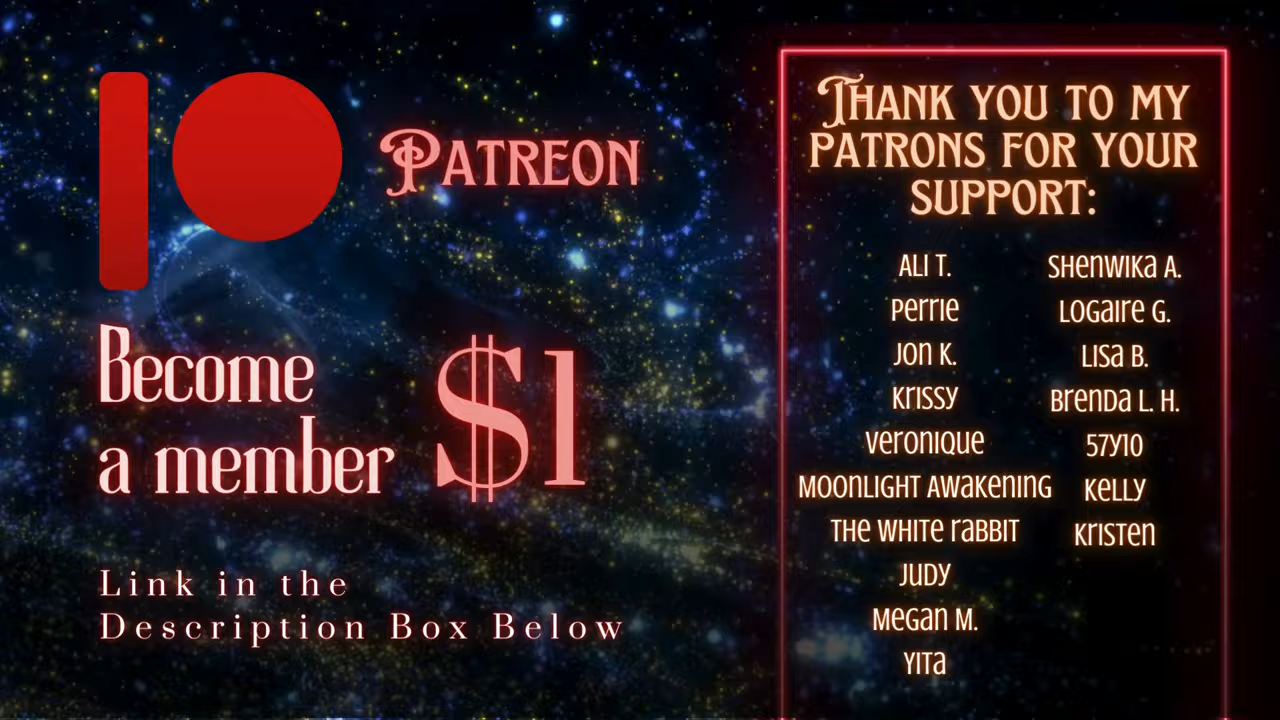 Patreon
Become
a member
$1
Link in the
Description Box Below
Thank you to my
patrons for your
support:
Ali T.
Perrie
Jon K.
Krissy
Veronique
Moonlight Awakening
The White Rabbit
Judy
Megan M.
Yita
Shenwika A.
Logaire G.
Lisa B.
Brenda L. H.
57y10
Kelly
Kristen